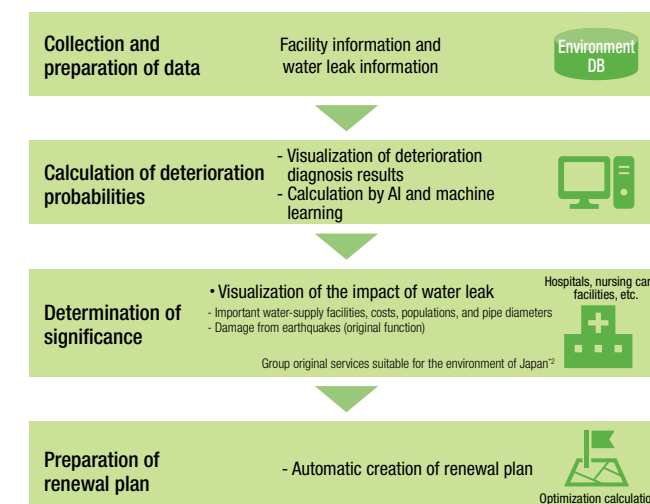 Collection and
preparation of data
Facility information and
water leak information
Environment
DB
Calculation of deterioration
probabilities
- Visualization of deterioration
diagnosis results
- Calculation by AI and machine
learning
Determination of
significance
• Visualization of the impact of water leak
- Important water-supply facilities, costs, populations, and pipe diameters
- Damage from earthquakes (original function)
Group original services suitable for the environment of Japan*2
Hospitals, nursing car
facilities, etc.
Preparation of
renewal plan
- Automatic creation of renewal plan
Optimization calculatio